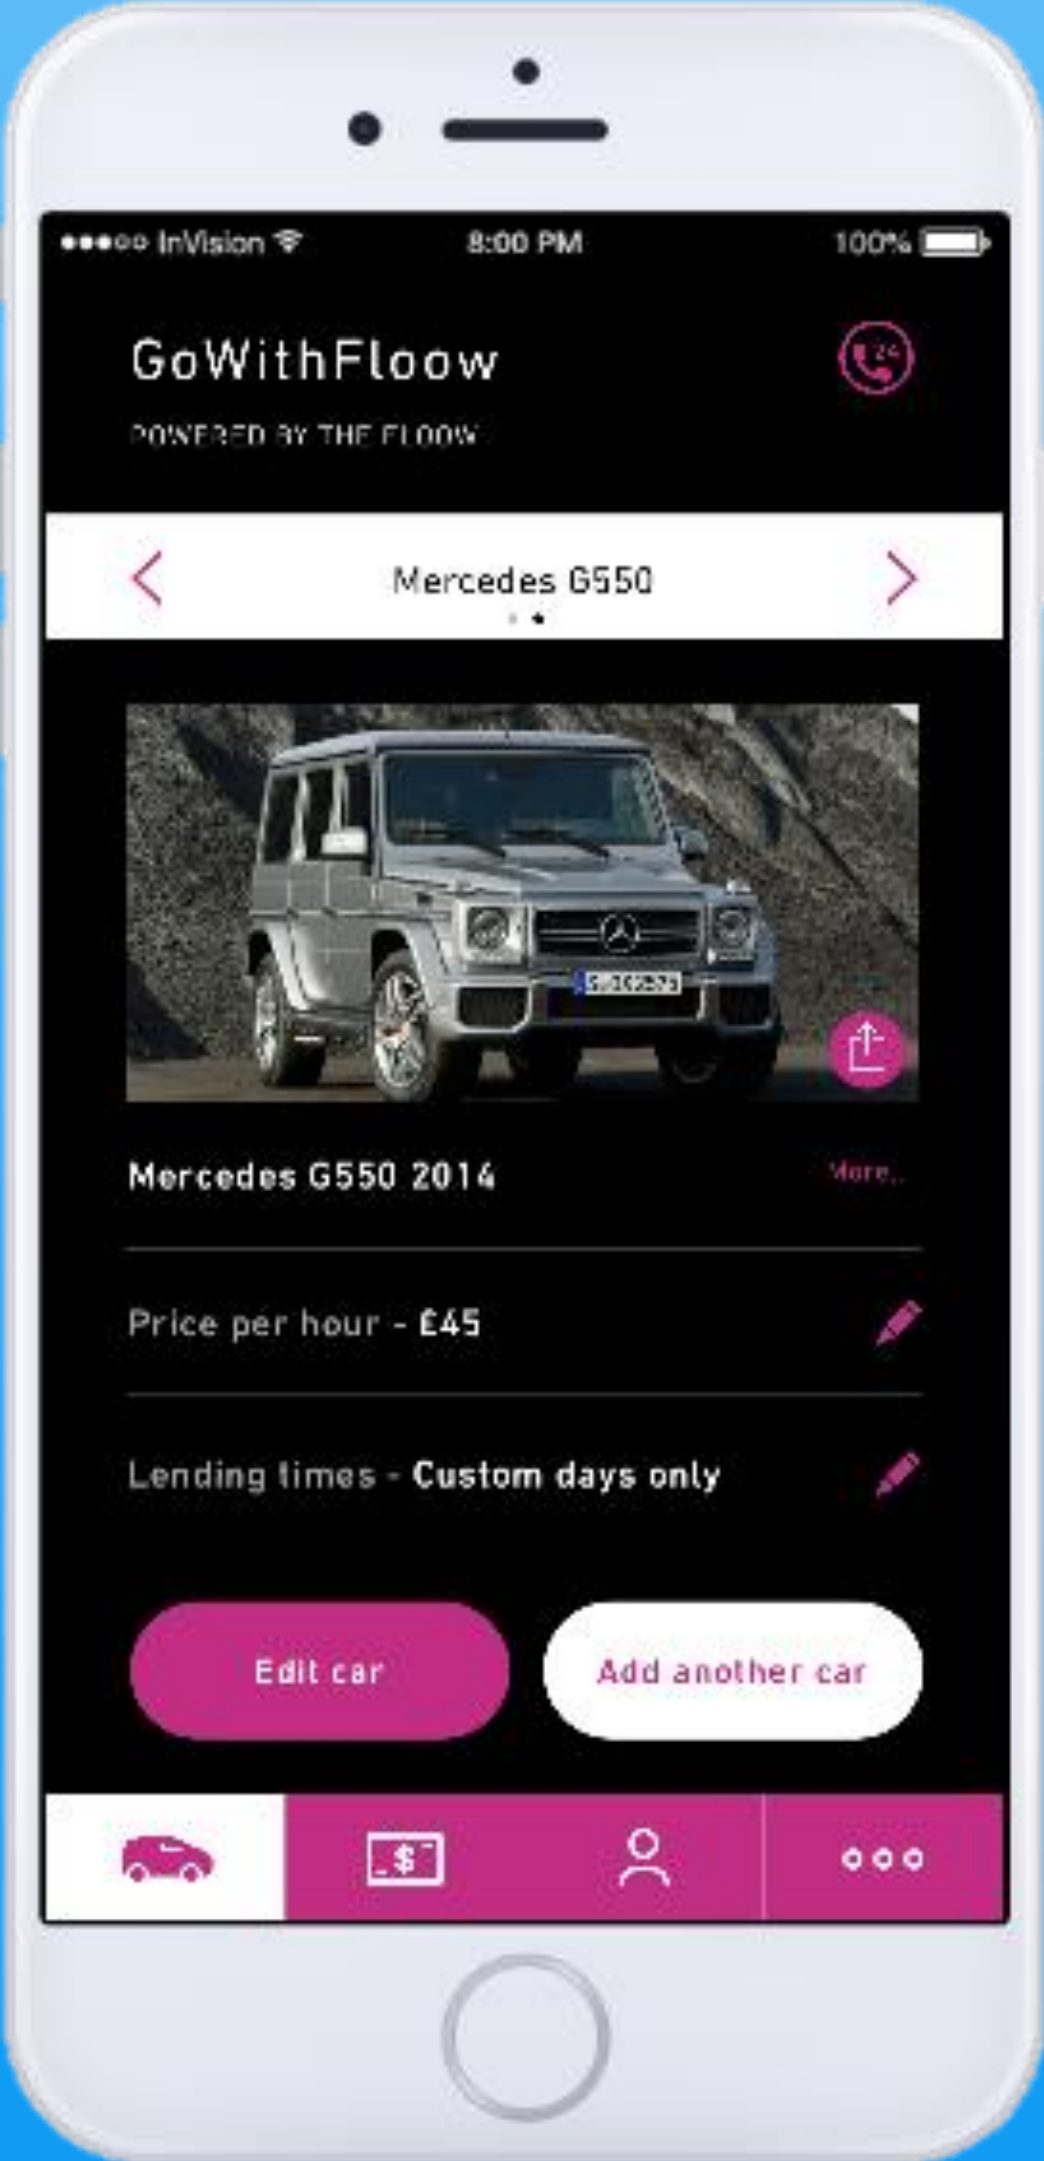 InVision 8:00 PM 100%
GoWithFloow
24
POWERED BY THE FLOOW
Mercedes G550
Mercedes G550 2014
More..
Price per hour - £45
Lending times - Custom days only
Edit car
Add another car
$